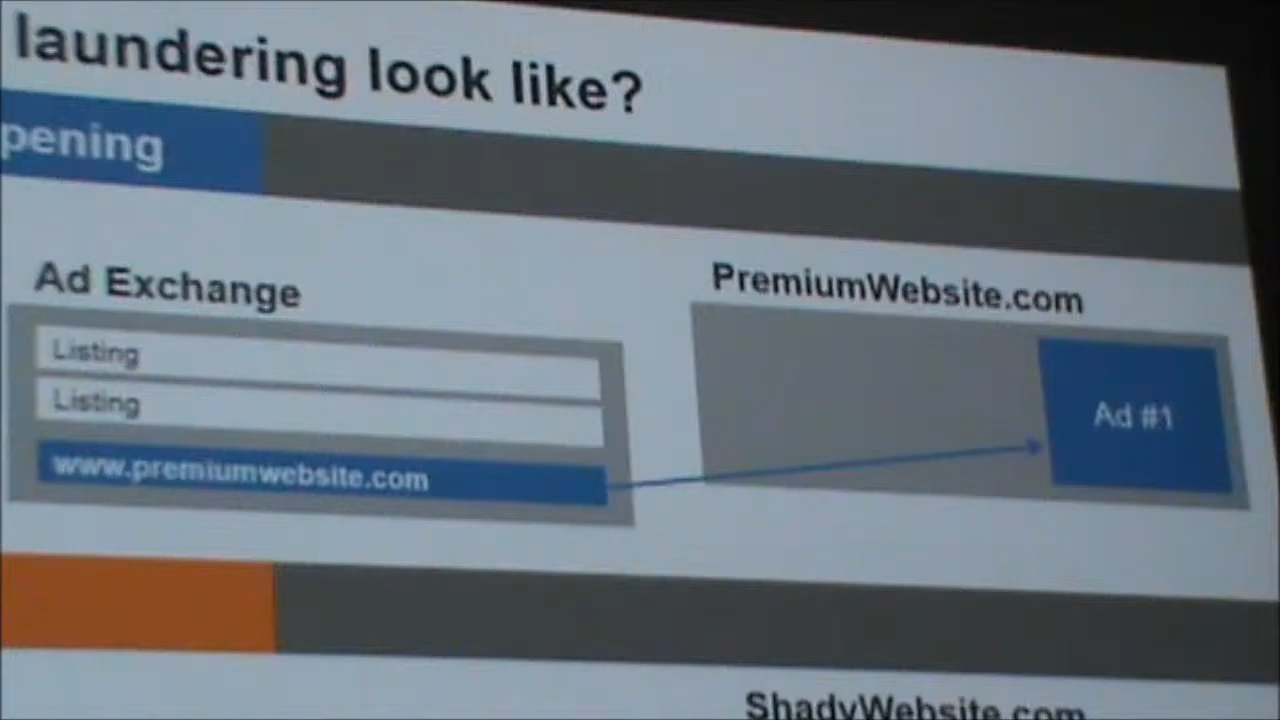 laundering look like?
pening
Ad Exchange
PremiumWebsite.com
Listing
Listing
Ad #1
www.premiumwebsite.com
ShadyWebsite.com